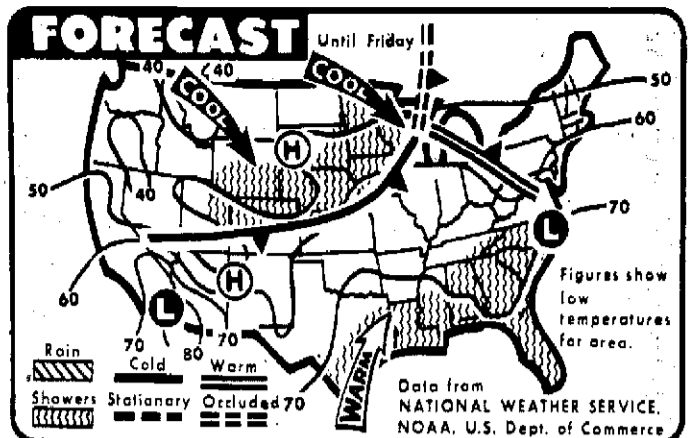 FORECAST
Until Friday
40
40
COOL
COOL
50
60
H
50
40
70
L
H
60
L
70
80
70
Figures show
low
temperatures
for area.
Rain
Cold
Warm
Showers
Stationary
Occluded
70
WARM
Data from
NATIONAL WEATHER SERVICE,
NOAA, U.S. Dept. of Commerce